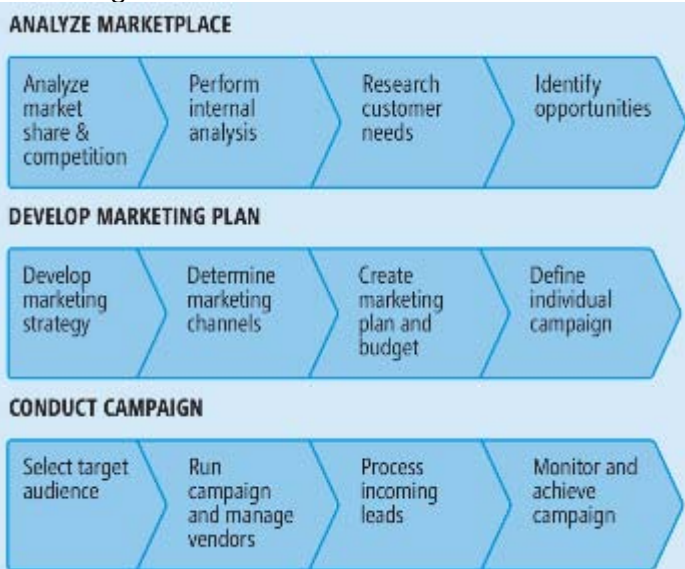 ANALYZE MARKETPLACE
Analyze
market
share &
competition
Perform
internal
analysis
Research
customer
needs
Identify
opportunities
DEVELOP MARKETING PLAN
Develop
marketing
strategy
Determine
marketing
channels
Create
marketing
plan and
budget
Define
individual
campaign
CONDUCT CAMPAIGN
Select target
audience
Run
campaign
and manage
vendors
Process
incoming
leads
Monitor and
achieve
campaign